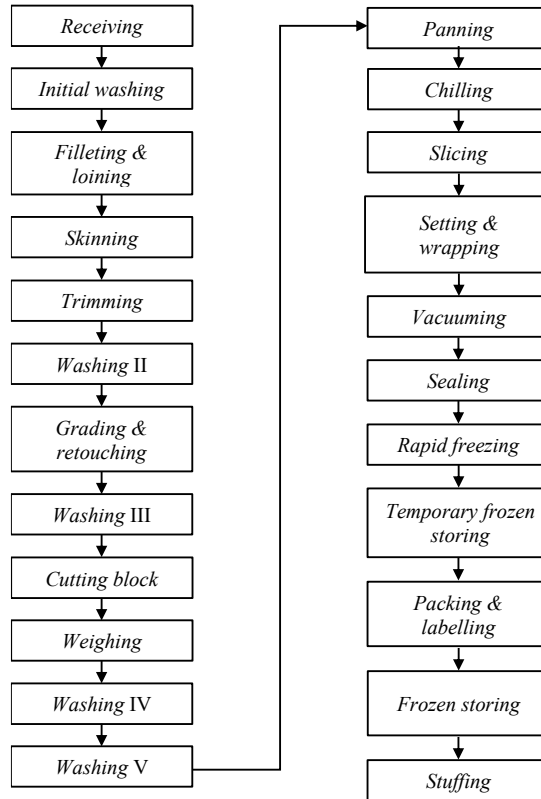 Receiving
Initial washing
Filleting &
loining
Skinning
Trimming
Washing II
Grading &
retouching
Washing III
Cutting block
Weighing
Washing IV
Washing V
Panning
Chilling
Slicing
Setting &
wrapping
Vacuuming
Sealing
Rapid freezing
Temporary frozen
storing
Packing &
labelling
Frozen storing
Stuffing